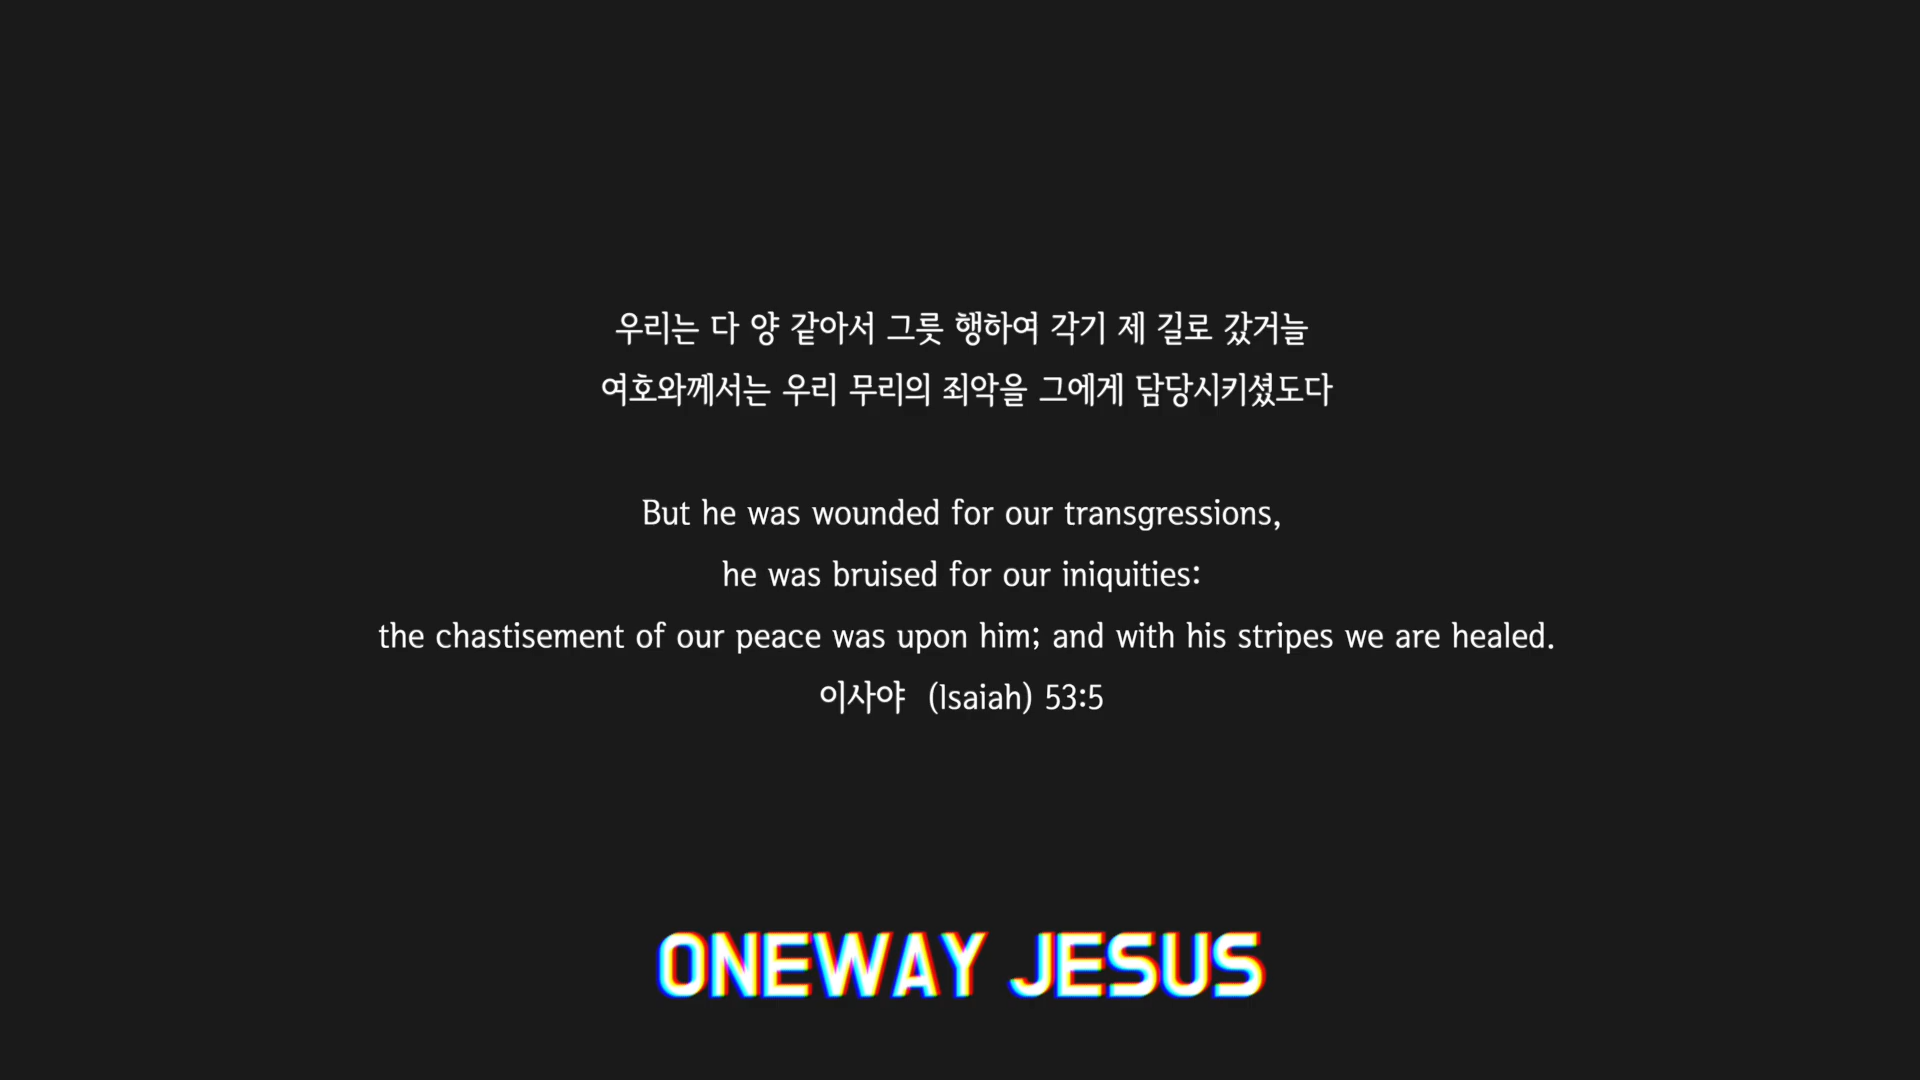 우리는 다 양 같아서 그릇 행하여 각기 제 길로 갔거늘
여호와께서는 우리 무리의 죄악을 그에게 담당시키셨도다
But he was wounded for our transgressions,
he was bruised for our iniquities:
the chastisement of our peace was upon him; and with his stripes we are healed.
이사야  (Isaiah) 53:5
ONEWAY JESUS